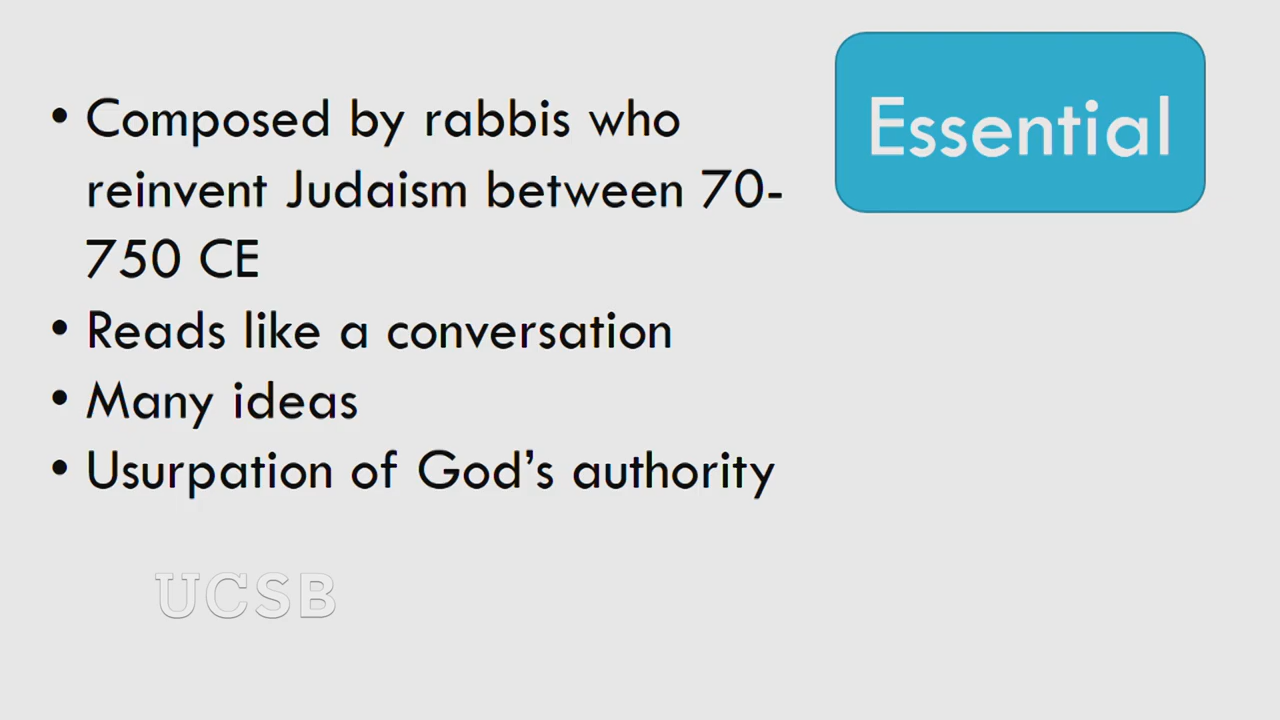 • Composed by rabbis who
reinvent Judaism between 70-
750 CE
• Reads like a conversation
• Many ideas
• Usurpation of God’s authority
Essential
UCSB